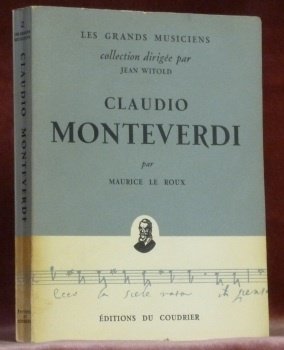 LES GRANDS MUSICIENS
collection dirigée par
JEAN WITOLD
CLAUDIO
MONTEVERDI
par
MAURICE LE ROUX
ÉDITIONS DU COUDRIER
CLAUDIO MONTEVERDI